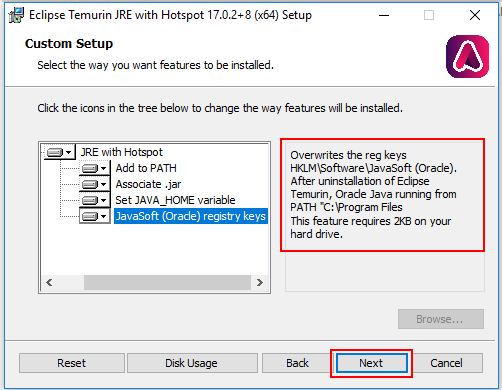 Eclipse Temurin JRE with Hotspot 17.0.2+8 (x64) Setup
Custom Setup
Select the way you want features to be installed.
Click the icons in the tree below to change the way features will be installed.
JRE with Hotspot
Add to PATH
Associate .jar
Set JAVA_HOME variable
JavaSoft (Oracle) registry keys
Overwrites the reg keys
HKLM\Software\JavaSoft (Oracle).
After uninstallation of Eclipse
Temurin, Oracle Java running from
PATH "C:\Program Files
This feature requires 2KB on your
hard drive.
Browse...
Reset
Disk Usage
Back
Next
Cancel